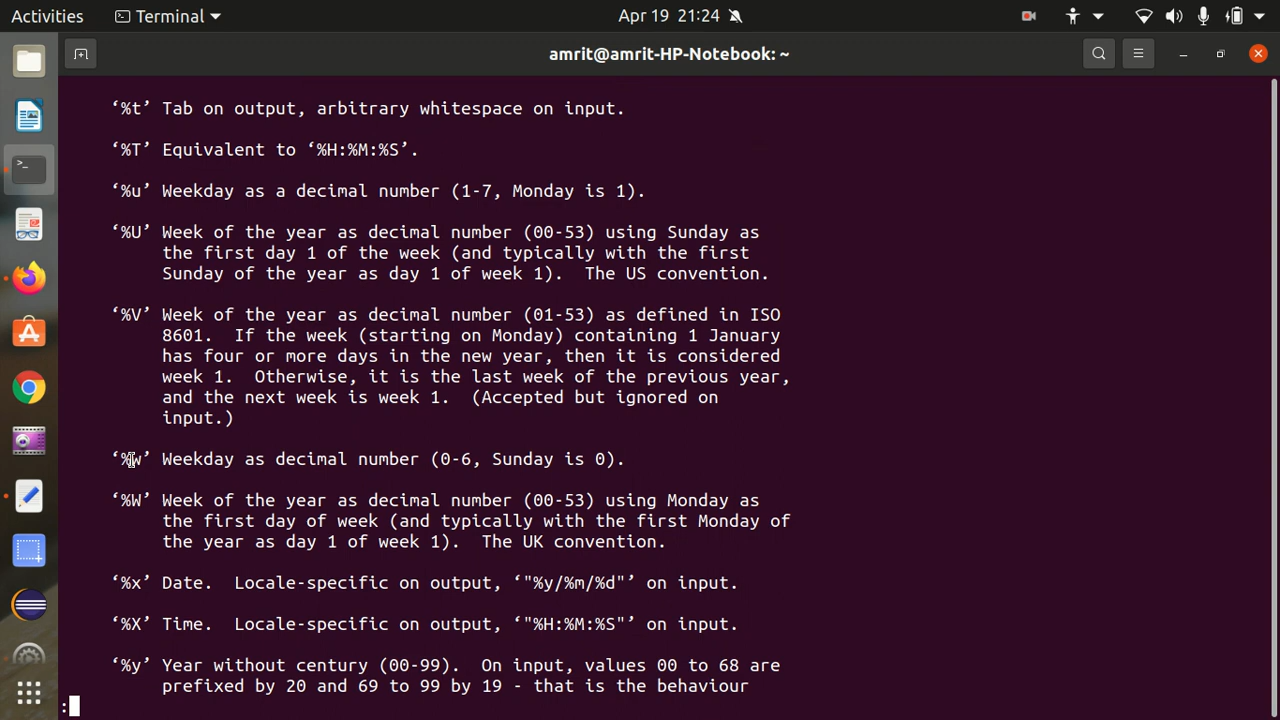 Activities Terminal Apr 19 21:24
amrit@amrit-HP-Notebook: ~
‘%t’ Tab on output, arbitrary whitespace on input.
‘%T’ Equivalent to ‘%H:%M:%S’.
‘%u’ Weekday as a decimal number (1-7, Monday is 1).
‘%U’ Week of the year as decimal number (00-53) using Sunday as
the first day 1 of the week (and typically with the first
Sunday of the year as day 1 of week 1).  The US convention.
‘%V’ Week of the year as decimal number (01-53) as defined in ISO
8601.  If the week (starting on Monday) containing 1 January
has four or more days in the new year, then it is considered
week 1.  Otherwise, it is the last week of the previous year,
and the next week is week 1.  (Accepted but ignored on
input.)
‘%w’ Weekday as decimal number (0-6, Sunday is 0).
‘%W’ Week of the year as decimal number (00-53) using Monday as
the first day of week (and typically with the first Monday of
the year as day 1 of week 1).  The UK convention.
‘%x’ Date.  Locale-specific on output, ‘"%y/%m/%d"’ on input.
‘%X’ Time.  Locale-specific on output, ‘"%H:%M:%S"’ on input.
‘%y’ Year without century (00-99).  On input, values 00 to 68 are
prefixed by 20 and 69 to 99 by 19 - that is the behaviour
: